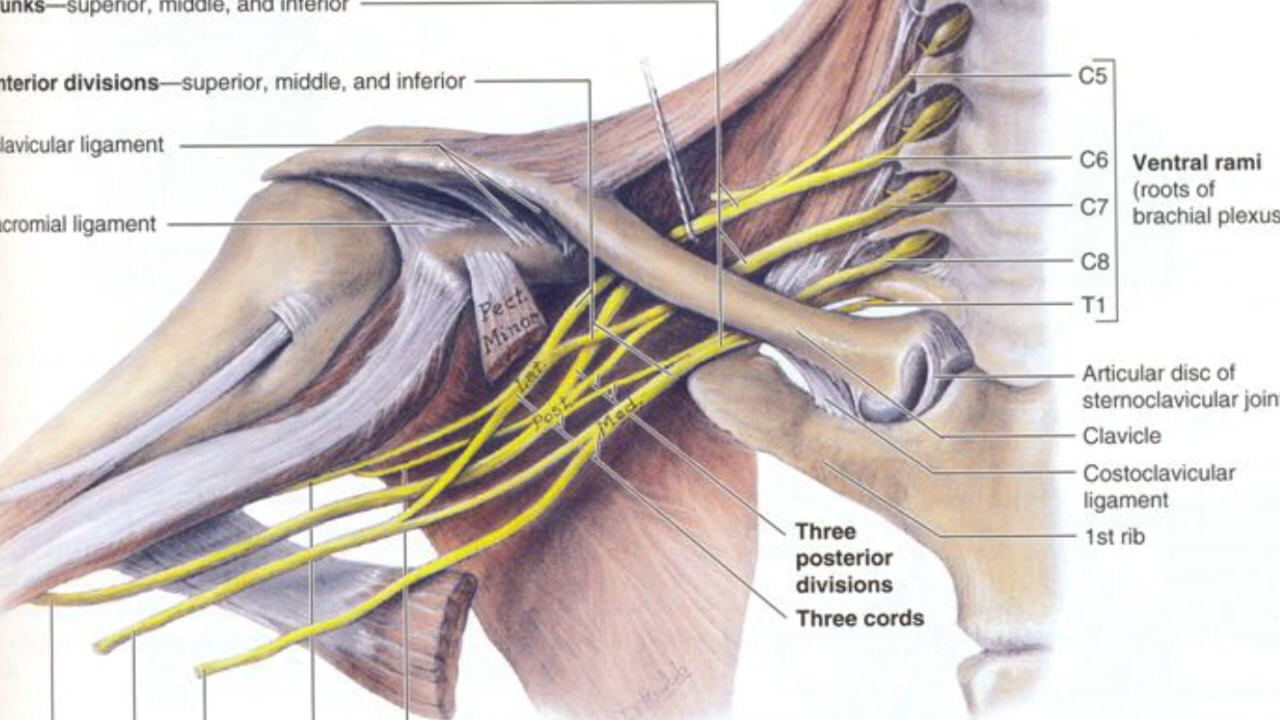 unks—superior, middle, and inferior
nterior divisions—superior, middle, and inferior
lavicular ligament
acromial ligament
C5
C6
C7
C8
T1
Ventral rami
(roots of
brachial plexus
Pect.
Minor
Lat.
Post.
Med.
Articular disc of
sternoclavicular join
Clavicle
Costoclavicular
ligament
1st rib
Three
posterior
divisions
Three cords